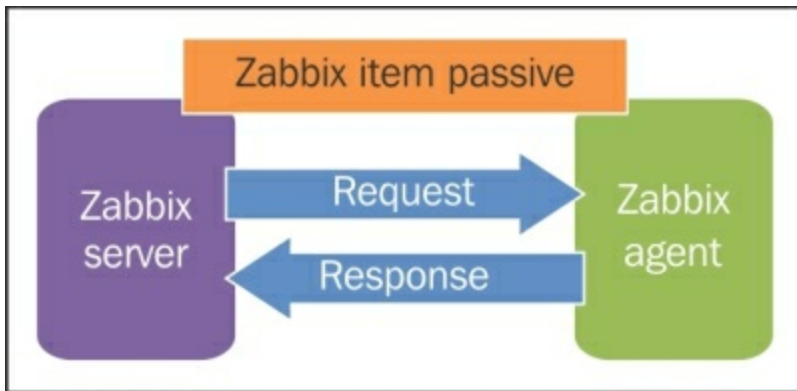 Zabbix item passive
Zabbix
server
Request
Response
Zabbix
agent